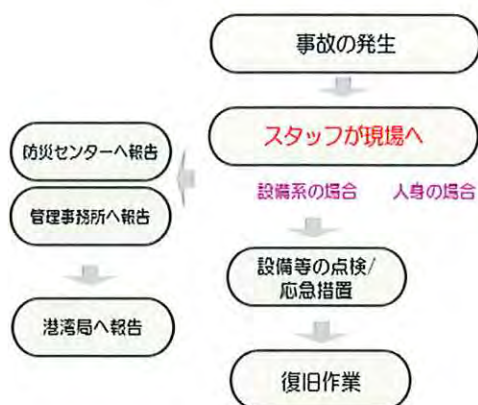 事故の発生
スタッフが現場へ
防災センターへ報告
管理事務所へ報告
設備系の場合
人身の場合
設備等の点検/
応急措置
港湾局へ報告
復旧作業